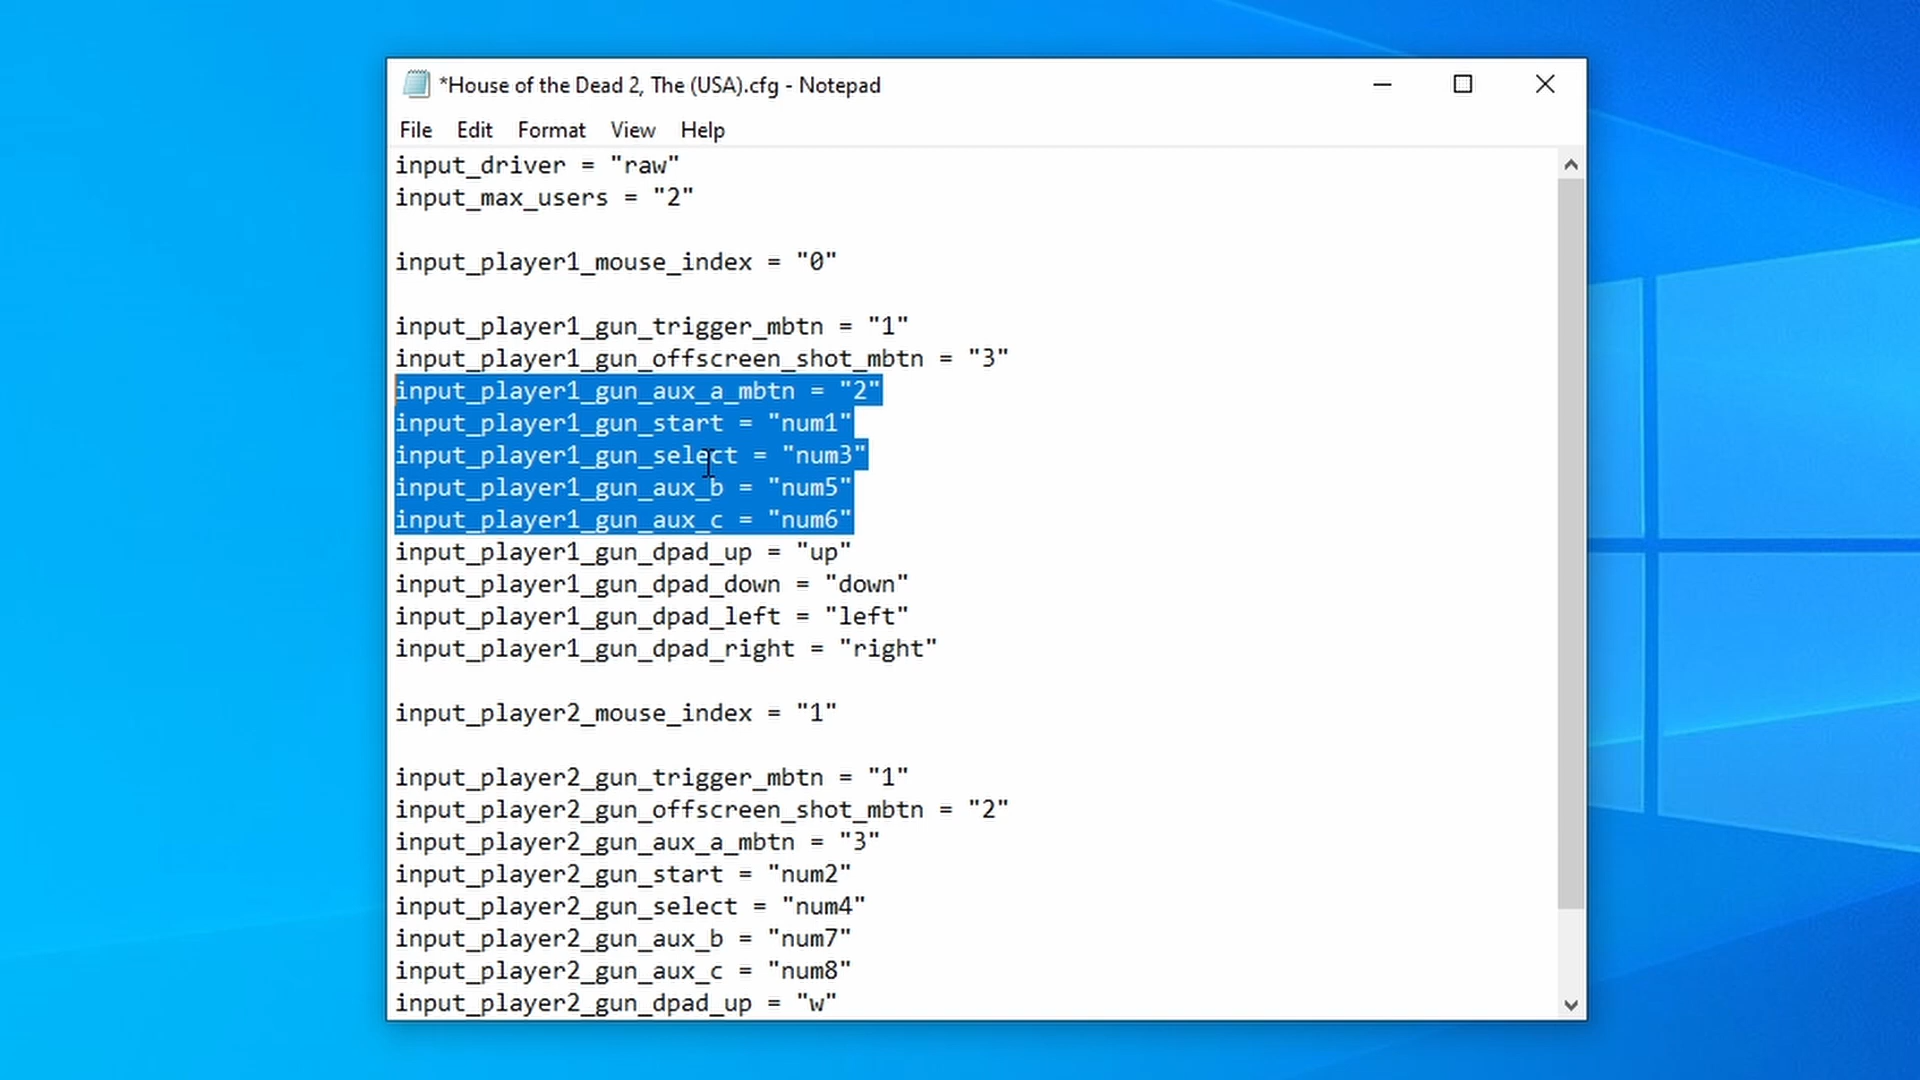 *House of the Dead 2, The (USA).cfg - Notepad
File Edit Format View Help
input_driver = "raw"
input_max_users = "2"
input_player1_mouse_index = "0"
input_player1_gun_trigger_mbtn = "1"
input_player1_gun_offscreen_shot_mbtn = "3"
input_player1_gun_aux_a_mbtn = "2"
input_player1_gun_start = "num1"
input_player1_gun_select = "num3"
input_player1_gun_aux_b = "num5"
input_player1_gun_aux_c = "num6"
input_player1_gun_dpad_up = "up"
input_player1_gun_dpad_down = "down"
input_player1_gun_dpad_left = "left"
input_player1_gun_dpad_right = "right"
input_player2_mouse_index = "1"
input_player2_gun_trigger_mbtn = "1"
input_player2_gun_offscreen_shot_mbtn = "2"
input_player2_gun_aux_a_mbtn = "3"
input_player2_gun_start = "num2"
input_player2_gun_select = "num4"
input_player2_gun_aux_b = "num7"
input_player2_gun_aux_c = "num8"
input_player2_gun_dpad_up = "w"